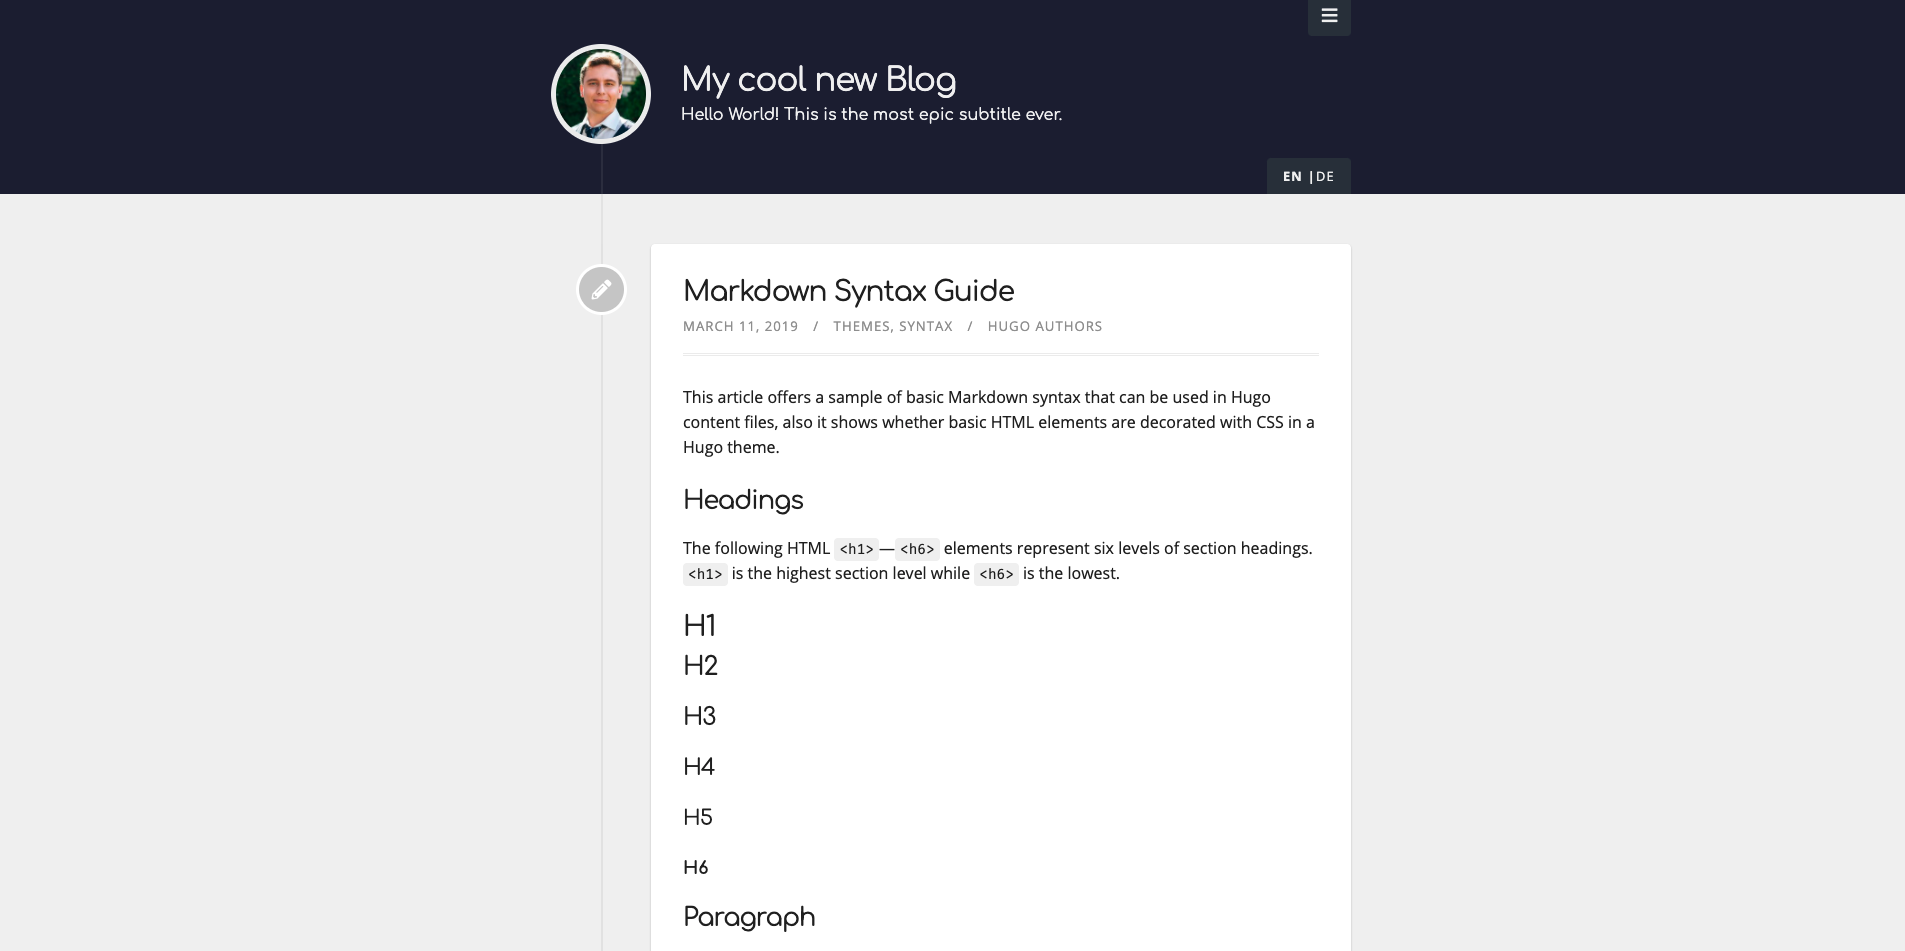 My cool new Blog
Hello World! This is the most epic subtitle ever.
EN |DE
Markdown Syntax Guide
MARCH 11, 2019 / THEMES, SYNTAX / HUGO AUTHORS
This article offers a sample of basic Markdown syntax that can be used in Hugo
content files, also it shows whether basic HTML elements are decorated with CSS in a
Hugo theme.
Headings
The following HTML <h1>—<h6> elements represent six levels of section headings.
<h1> is the highest section level while <h6> is the lowest.
H1
H2
H3
H4
H5
H6
Paragraph